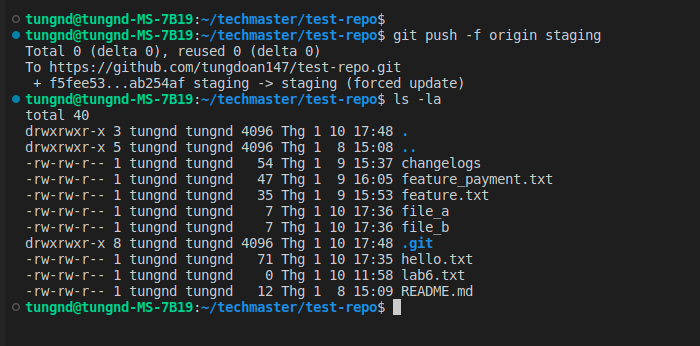 tungnd@tungnd-MS-7B19:~/techmaster/test-repo$
tungnd@tungnd-MS-7B19:~/techmaster/test-repo$ git push -f origin staging
Total 0 (delta 0), reused 0 (delta 0)
To https://github.com/tungdoan147/test-repo.git
 + f5fee53...ab254af staging -> staging (forced update)
tungnd@tungnd-MS-7B19:~/techmaster/test-repo$ ls -la
total 40
drwxrwxr-x 3 tungnd tungnd 4096 Thg 1 10 17:48 .
drwxrwxr-x 5 tungnd tungnd 4096 Thg 1  8 15:08 ..
-rw-rw-r-- 1 tungnd tungnd   54 Thg 1  9 15:37 changelogs
-rw-rw-r-- 1 tungnd tungnd   47 Thg 1  9 16:05 feature_payment.txt
-rw-rw-r-- 1 tungnd tungnd   35 Thg 1  9 15:53 feature.txt
-rw-rw-r-- 1 tungnd tungnd    7 Thg 1 10 17:36 file_a
-rw-rw-r-- 1 tungnd tungnd    7 Thg 1 10 17:36 file_b
drwxrwxr-x 8 tungnd tungnd 4096 Thg 1 10 17:48 .git
-rw-rw-r-- 1 tungnd tungnd   71 Thg 1 10 17:35 hello.txt
-rw-rw-r-- 1 tungnd tungnd    0 Thg 1 10 11:58 lab6.txt
-rw-rw-r-- 1 tungnd tungnd   12 Thg 1  8 15:09 README.md
tungnd@tungnd-MS-7B19:~/techmaster/test-repo$